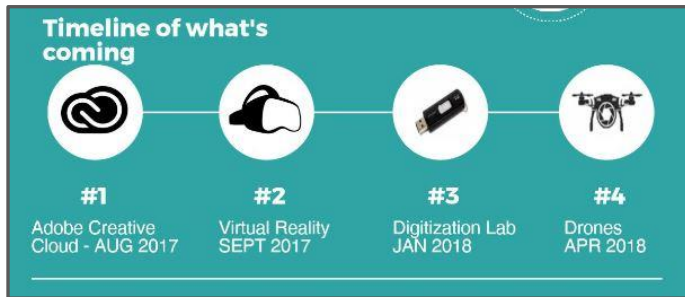 Timeline of what's
coming
#1
Adobe Creative
Cloud - AUG 2017
#2
Virtual Reality
SEPT 2017
#3
Digitization Lab
JAN 2018
#4
Drones
APR 2018